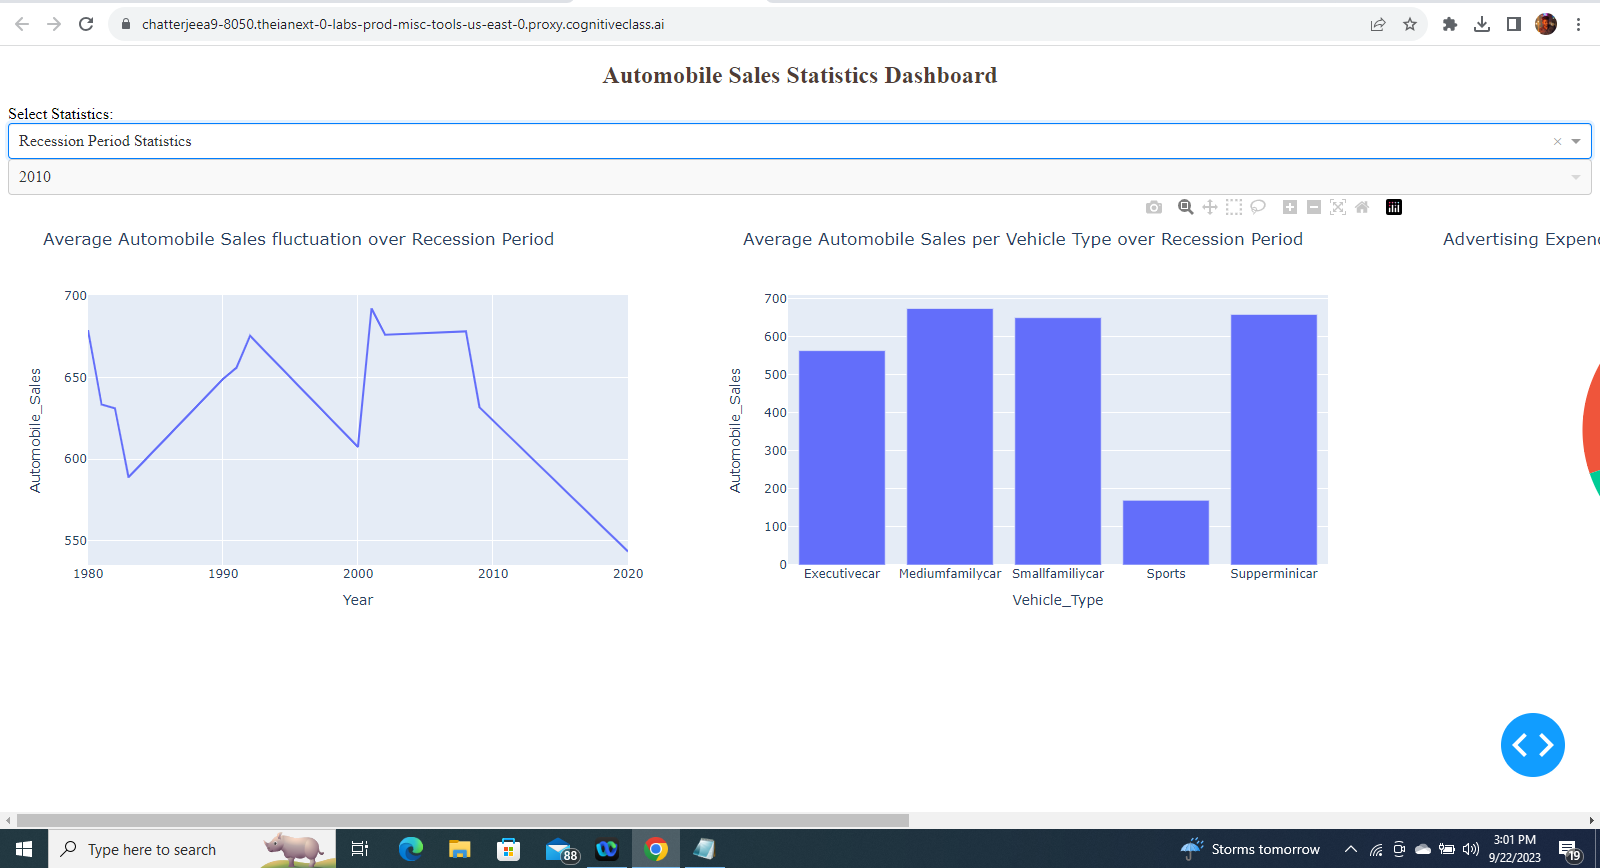 chatterjeea9-8050.theianext-0-labs-prod-misc-tools-us-east-0.proxy.cognitiveclass.ai
Automobile Sales Statistics Dashboard
Select Statistics:
Recession Period Statistics
2010
Average Automobile Sales fluctuation over Recession Period
Average Automobile Sales per Vehicle Type over Recession Period
Advertising Expen
700
650
600
550
Automobile_Sales
1980 1990 2000 2010 2020
Year
700
600
500
400
300
200
100
0
Automobile_Sales
Executivecar Mediumfamilycar Smallfamiliycar Sports Supperminicar
Vehicle_Type
Type here to search
88
Storms tomorrow
3:01 PM
9/22/2023
19